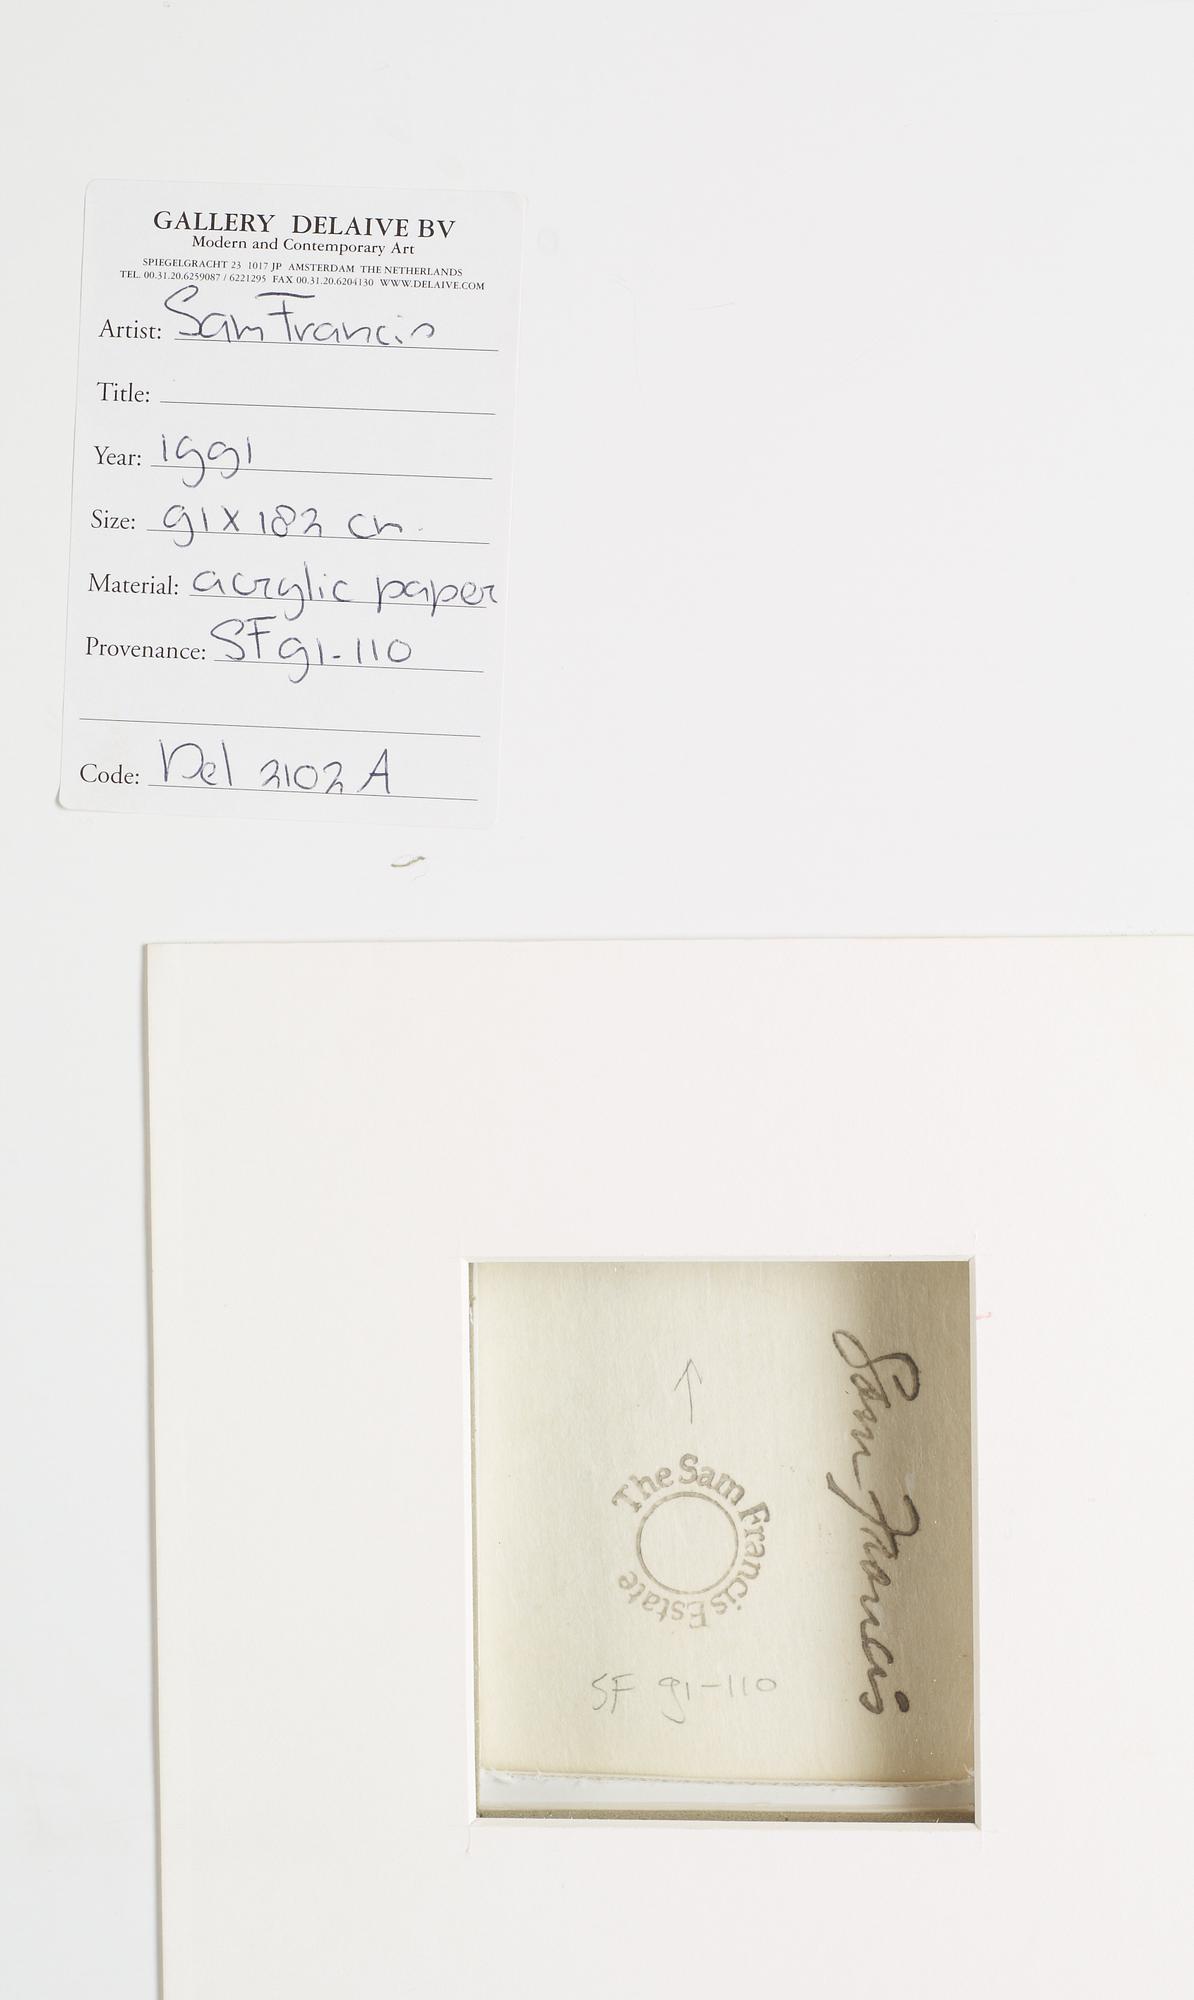 GALLERY DELAIVE BV
Modern and Contemporary Art
SPIEGELGRACHT 23 1017 JP AMSTERDAM THE NETHERLANDS
TEL. 00.31.20.6259087 / 6221295 FAX 00.31.20.6204130 WWW.DELAIVE.COM
Artist: Sam Francis
Title:
Year: 1991
Size: 91 x 182 cm.
Material: acrylic paper
Provenance: SF 91-110
Code: Del 2102 A
Sam Francis
The Sam Francis Estate
SF 91-110